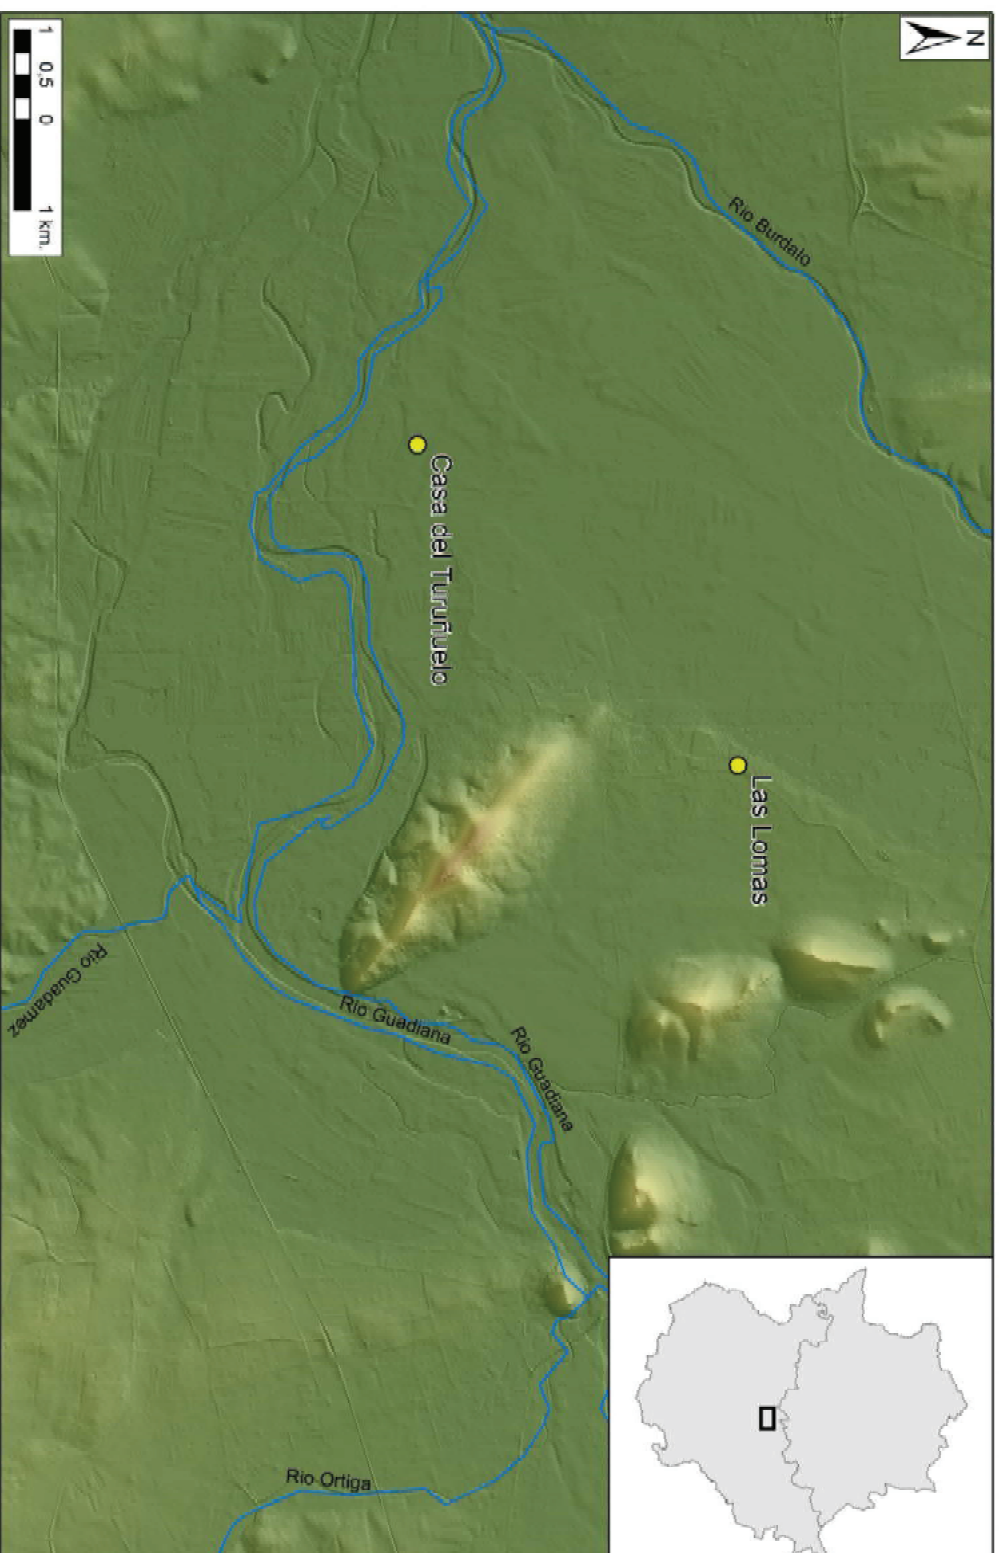 N
Río Burdalo
Las Lomas
Casa del Turuñuelo
Río Guadiana
Río Guadiana
Río Guadamez
Río Ortiga
1 0,5 0 1 km.